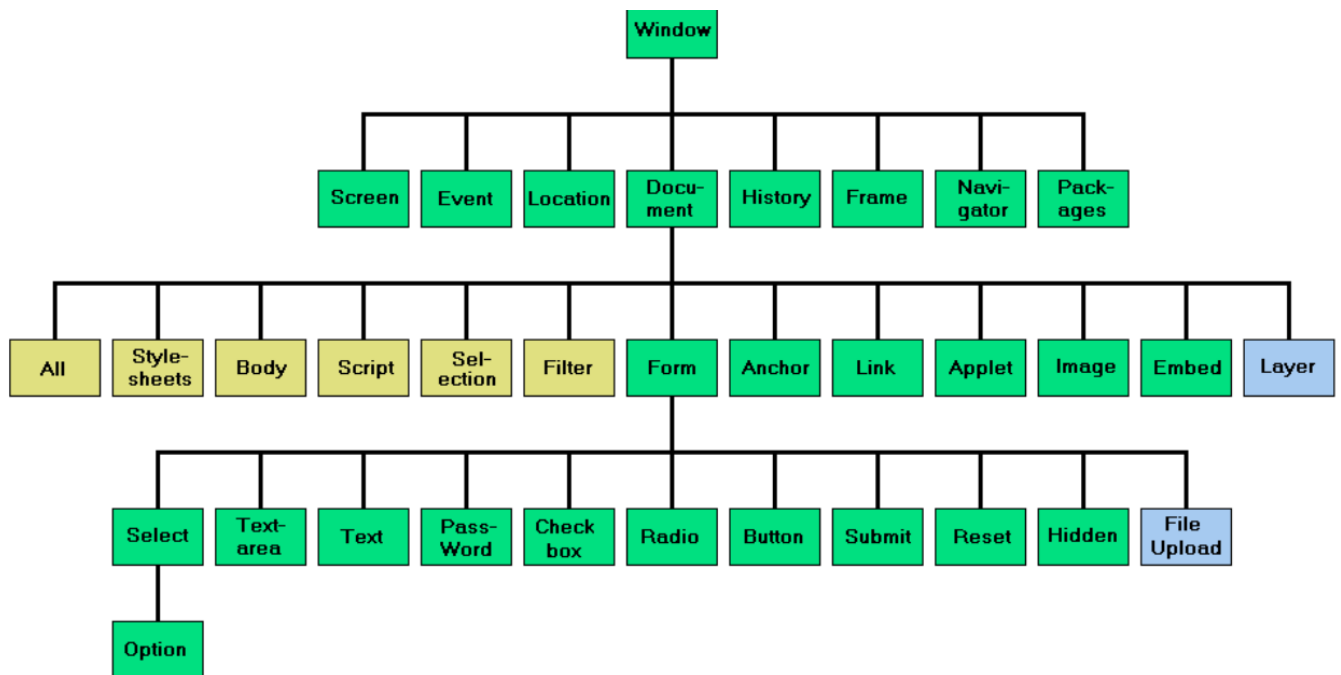 Window
Screen
Event
Location
Docu-
ment
History
Frame
Navi-
gator
Pack-
ages
All
Style-
sheets
Body
Script
Sel-
ection
Filter
Form
Anchor
Link
Applet
Image
Embed
Layer
Select
Text-
area
Text
Pass-
Word
Check
box
Radio
Button
Submit
Reset
Hidden
File
Upload
Option